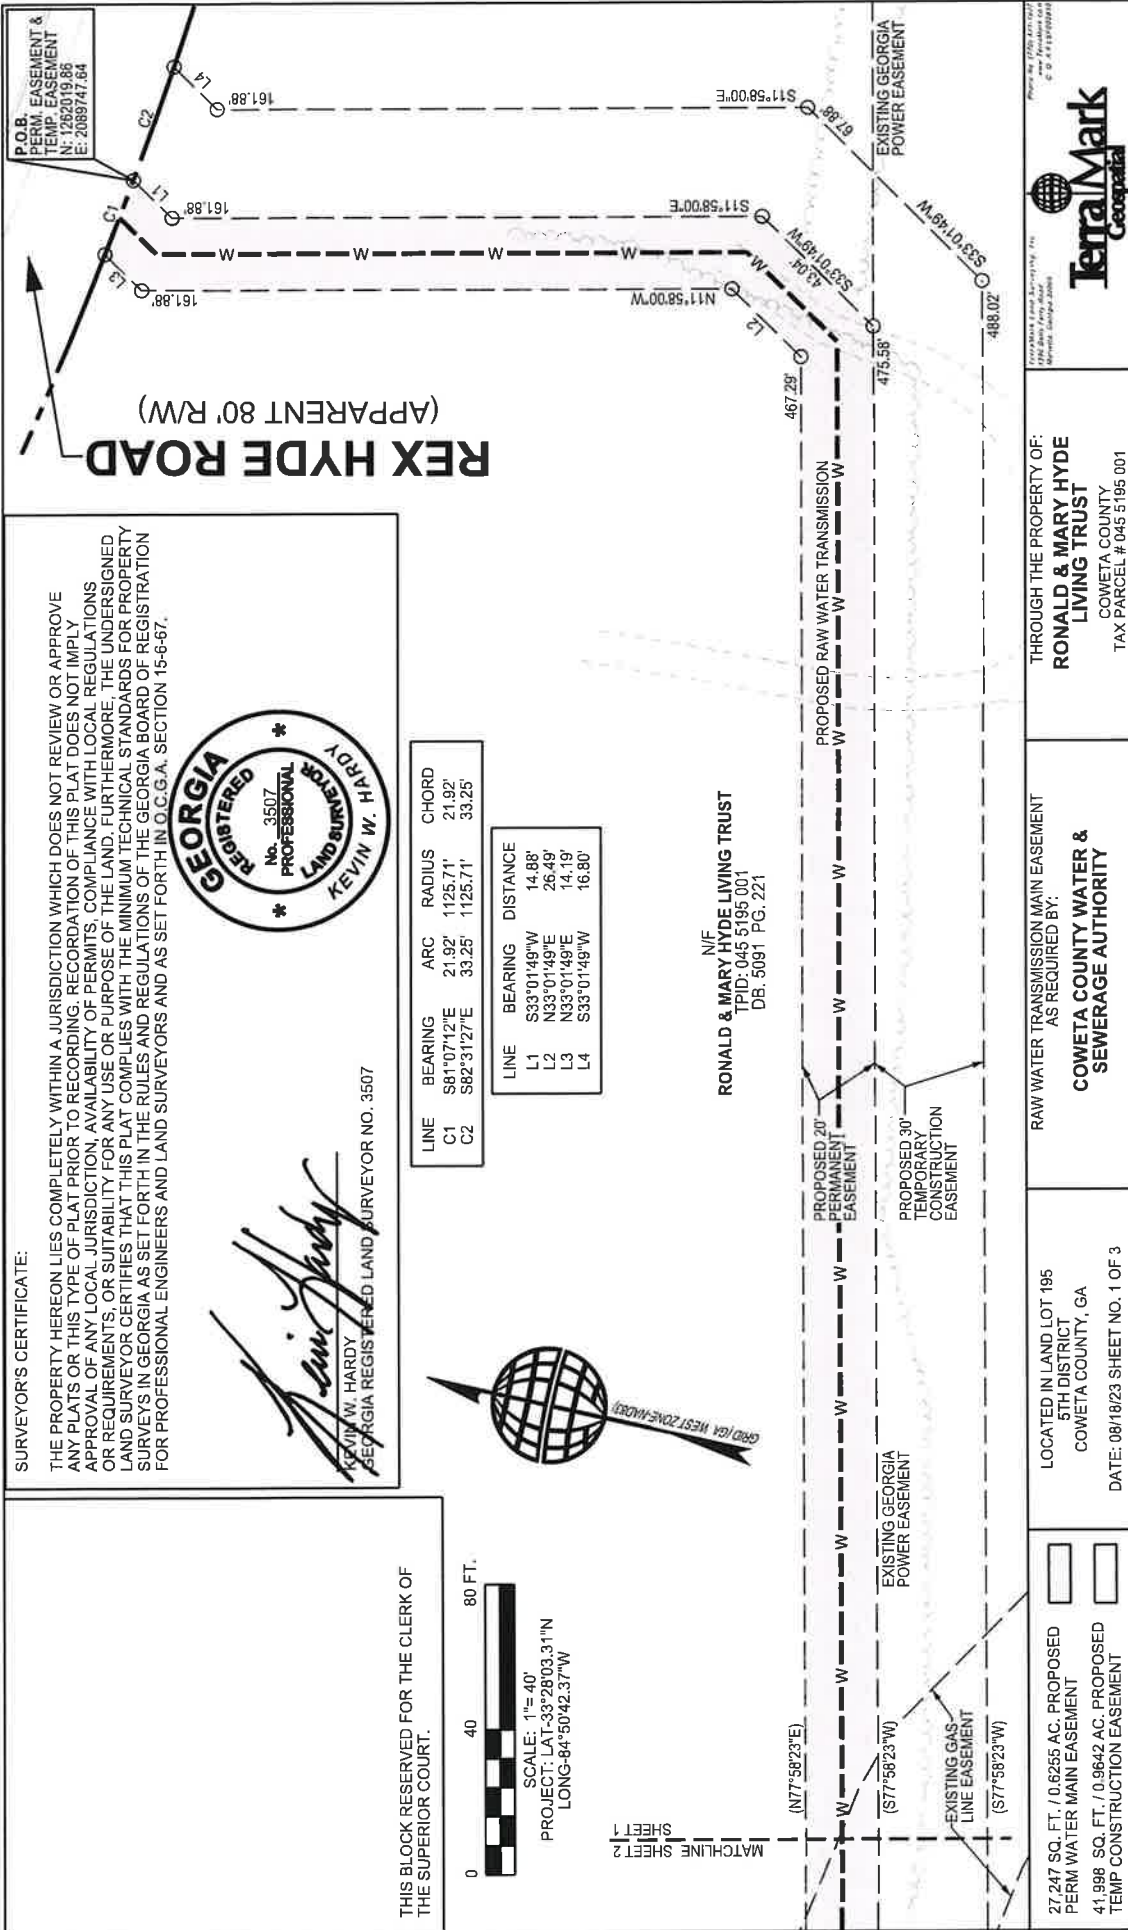 SURVEYOR'S CERTIFICATE:
THE PROPERTY HEREON LIES COMPLETELY WITHIN A JURISDICTION WHICH DOES NOT REVIEW OR APPROVE
ANY PLATS OR THIS TYPE OF PLAT PRIOR TO RECORDING. RECORDATION OF THIS PLAT DOES NOT IMPLY
APPROVAL OF ANY LOCAL JURISDICTION, AVAILABILITY OF PERMITS, COMPLIANCE WITH LOCAL REGULATIONS
OR REQUIREMENTS, OR SUITABILITY FOR ANY USE OR PURPOSE OF THE LAND. FURTHERMORE, THE UNDERSIGNED
LAND SURVEYOR CERTIFIES THAT THIS PLAT COMPLIES WITH THE MINIMUM TECHNICAL STANDARDS FOR PROPERTY
SURVEYS IN GEORGIA AS SET FORTH IN THE RULES AND REGULATIONS OF THE GEORGIA BOARD OF REGISTRATION
FOR PROFESSIONAL ENGINEERS AND LAND SURVEYORS AND AS SET FORTH IN O.C.G.A. SECTION 15-6-67.
KEVIN W. HARDY
GEORGIA REGISTERED LAND SURVEYOR NO. 3507
GEORGIA
REGISTERED
No. 3507
PROFESSIONAL
LAND SURVEYOR
KEVIN W. HARDY
THIS BLOCK RESERVED FOR THE CLERK OF
THE SUPERIOR COURT.
0 40 80 FT.
SCALE: 1"= 40'
PROJECT: LAT-33°28'03.31"N
LONG-84°50'42.37"W
GRID (GA WEST ZONE-NAD83)
LINE BEARING ARC RADIUS CHORD
C1 S81°07'12"E 21.92' 1125.71' 21.92'
C2 S82°31'27"E 33.25' 1125.71' 33.25'
LINE BEARING DISTANCE
L1 S33°01'49"W 14.88'
L2 N33°01'49"E 26.49'
L3 N33°01'49"E 14.19'
L4 S33°01'49"W 16.80'
REX HYDE ROAD
(APPARENT 80' R/W)
P.O.B.
PERM. EASEMENT &
TEMP. EASEMENT
N: 1262019.86
E: 2089747.64
C1
C2
L3
L1
L4
161.88'
161.88'
161.88'
N11°58'00"W
S11°58'00"E
S11°58'00"E
L2
S33°01'49"W
43.04'
67.88'
S33°01'49"W
467.29'
475.58'
488.02'
EXISTING GEORGIA
POWER EASEMENT
N/F
RONALD & MARY HYDE LIVING TRUST
TPID: 045 5195 001
DB. 5091 PG. 221
PROPOSED RAW WATER TRANSMISSION
W W W W W W W W W W W W W W
PROPOSED 20'
PERMANENT
EASEMENT
PROPOSED 30'
TEMPORARY
CONSTRUCTION
EASEMENT
EXISTING GEORGIA
POWER EASEMENT
(N77°58'23"E)
(S77°58'23"W)
(S77°58'23"W)
EXISTING GAS
LINE EASEMENT
MATCHLINE SHEET 2
SHEET 1
27,247 SQ. FT. / 0.6255 AC. PROPOSED
PERM WATER MAIN EASEMENT
41,998 SQ. FT. / 0.9642 AC. PROPOSED
TEMP CONSTRUCTION EASEMENT
LOCATED IN LAND LOT 195
5TH DISTRICT
COWETA COUNTY, GA
DATE: 08/18/23 SHEET NO. 1 OF 3
RAW WATER TRANSMISSION MAIN EASEMENT
AS REQUIRED BY:
COWETA COUNTY WATER &
SEWERAGE AUTHORITY
THROUGH THE PROPERTY OF:
RONALD & MARY HYDE
LIVING TRUST
COWETA COUNTY
TAX PARCEL # 045 5195 001
TerraMark Land Surveying, Inc.
TerraMark
Geospatial